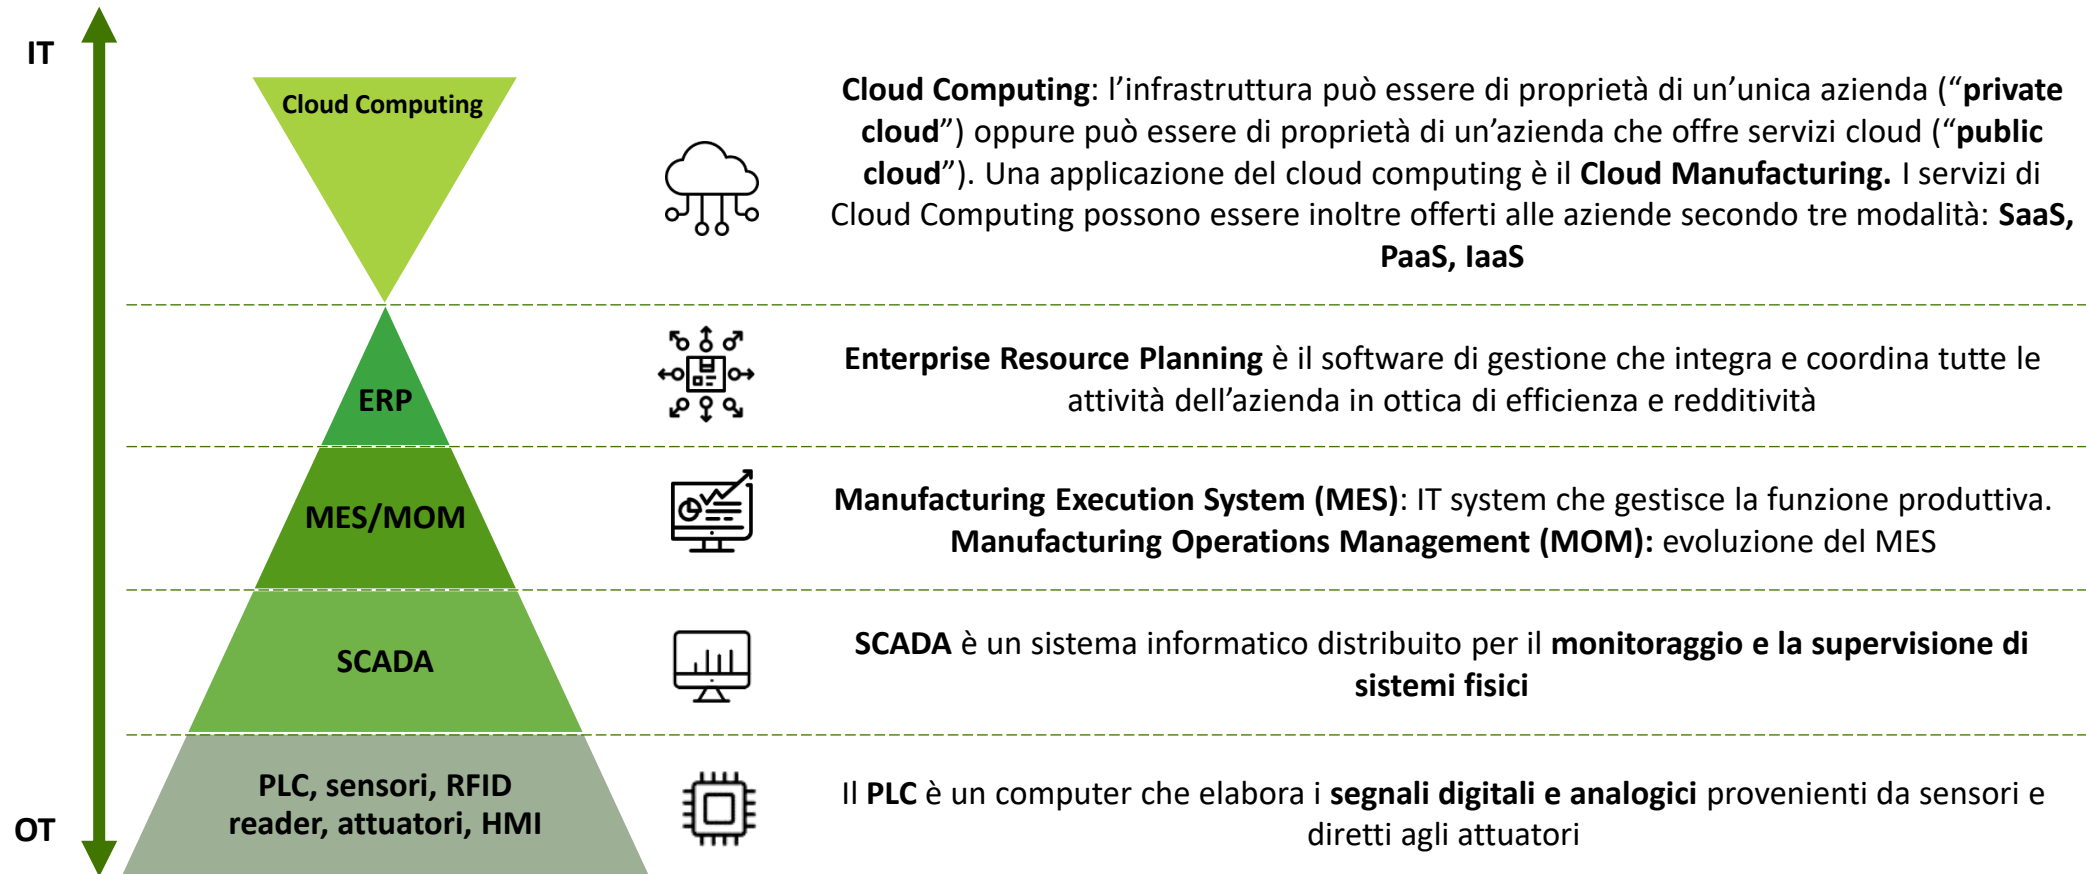 IT
Cloud Computing
Cloud Computing: l’infrastruttura può essere di proprietà di un’unica azienda (“private
cloud”) oppure può essere di proprietà di un’azienda che offre servizi cloud (“public
cloud”). Una applicazione del cloud computing è il Cloud Manufacturing. I servizi di
Cloud Computing possono essere inoltre offerti alle aziende secondo tre modalità: SaaS,
PaaS, IaaS
ERP
Enterprise Resource Planning è il software di gestione che integra e coordina tutte le
attività dell’azienda in ottica di efficienza e redditività
MES/MOM
Manufacturing Execution System (MES): IT system che gestisce la funzione produttiva.
Manufacturing Operations Management (MOM): evoluzione del MES
SCADA
SCADA è un sistema informatico distribuito per il monitoraggio e la supervisione di
sistemi fisici
PLC, sensori, RFID
reader, attuatori, HMI
Il PLC è un computer che elabora i segnali digitali e analogici provenienti da sensori e
diretti agli attuatori
OT